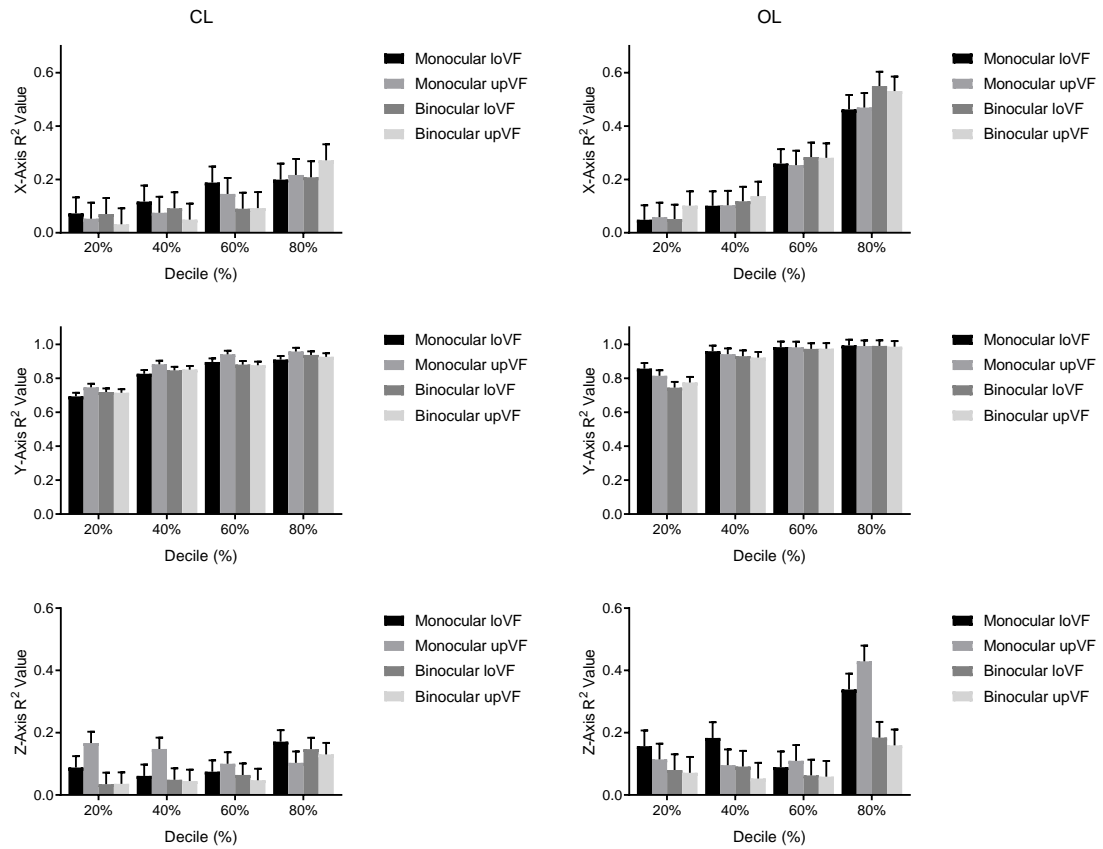 CL
OL
X-Axis R² Value
0.6
0.4
0.2
0.0
20% 40% 60% 80%
Decile (%)
Monocular loVF
Monocular upVF
Binocular loVF
Binocular upVF
X-Axis R² Value
0.6
0.4
0.2
0.0
20% 40% 60% 80%
Decile (%)
Monocular loVF
Monocular upVF
Binocular loVF
Binocular upVF
Y-Axis R² Value
1.0
0.8
0.6
0.4
0.2
0.0
20% 40% 60% 80%
Decile (%)
Monocular loVF
Monocular upVF
Binocular loVF
Binocular upVF
Y-Axis R² Value
1.0
0.8
0.6
0.4
0.2
0.0
20% 40% 60% 80%
Decile (%)
Monocular loVF
Monocular upVF
Binocular loVF
Binocular upVF
Z-Axis R² Value
0.6
0.4
0.2
0.0
20% 40% 60% 80%
Decile (%)
Monocular loVF
Monocular upVF
Binocular loVF
Binocular upVF
Z-Axis R² Value
0.6
0.4
0.2
0.0
20% 40% 60% 80%
Decile (%)
Monocular loVF
Monocular upVF
Binocular loVF
Binocular upVF